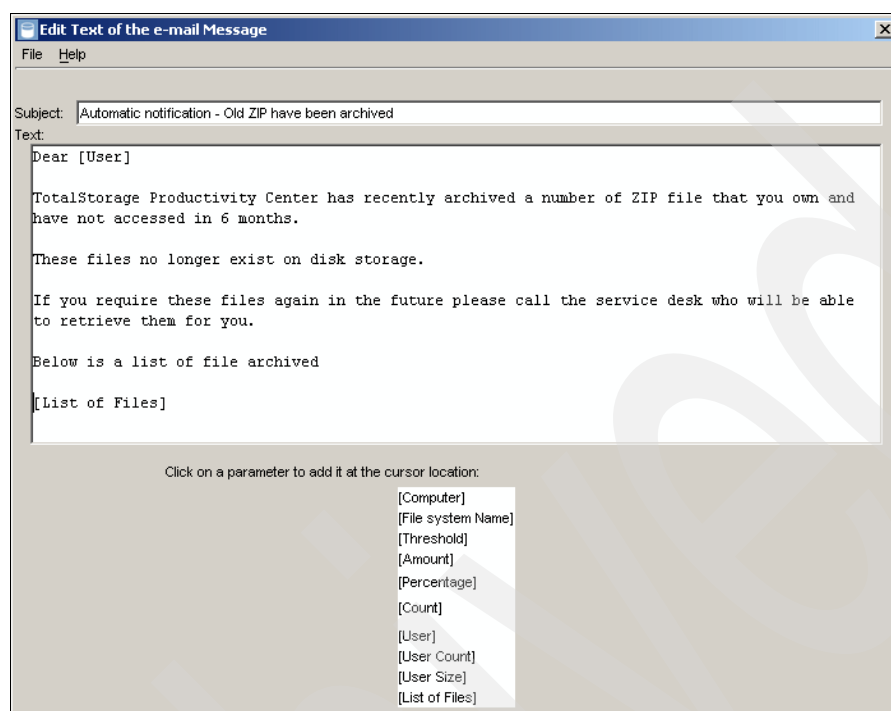 Edit Text of the e-mail Message
File Help
Subject: Automatic notification - Old ZIP have been archived
Text:
Dear [User]
TotalStorage Productivity Center has recently archived a number of ZIP file that you own and
have not accessed in 6 months.
These files no longer exist on disk storage.
If you require these files again in the future please call the service desk who will be able
to retrieve them for you.
Below is a list of file archived
[List of Files]
Click on a parameter to add it at the cursor location:
[Computer]
[File system Name]
[Threshold]
[Amount]
[Percentage]
[Count]
[User]
[User Count]
[User Size]
[List of Files]